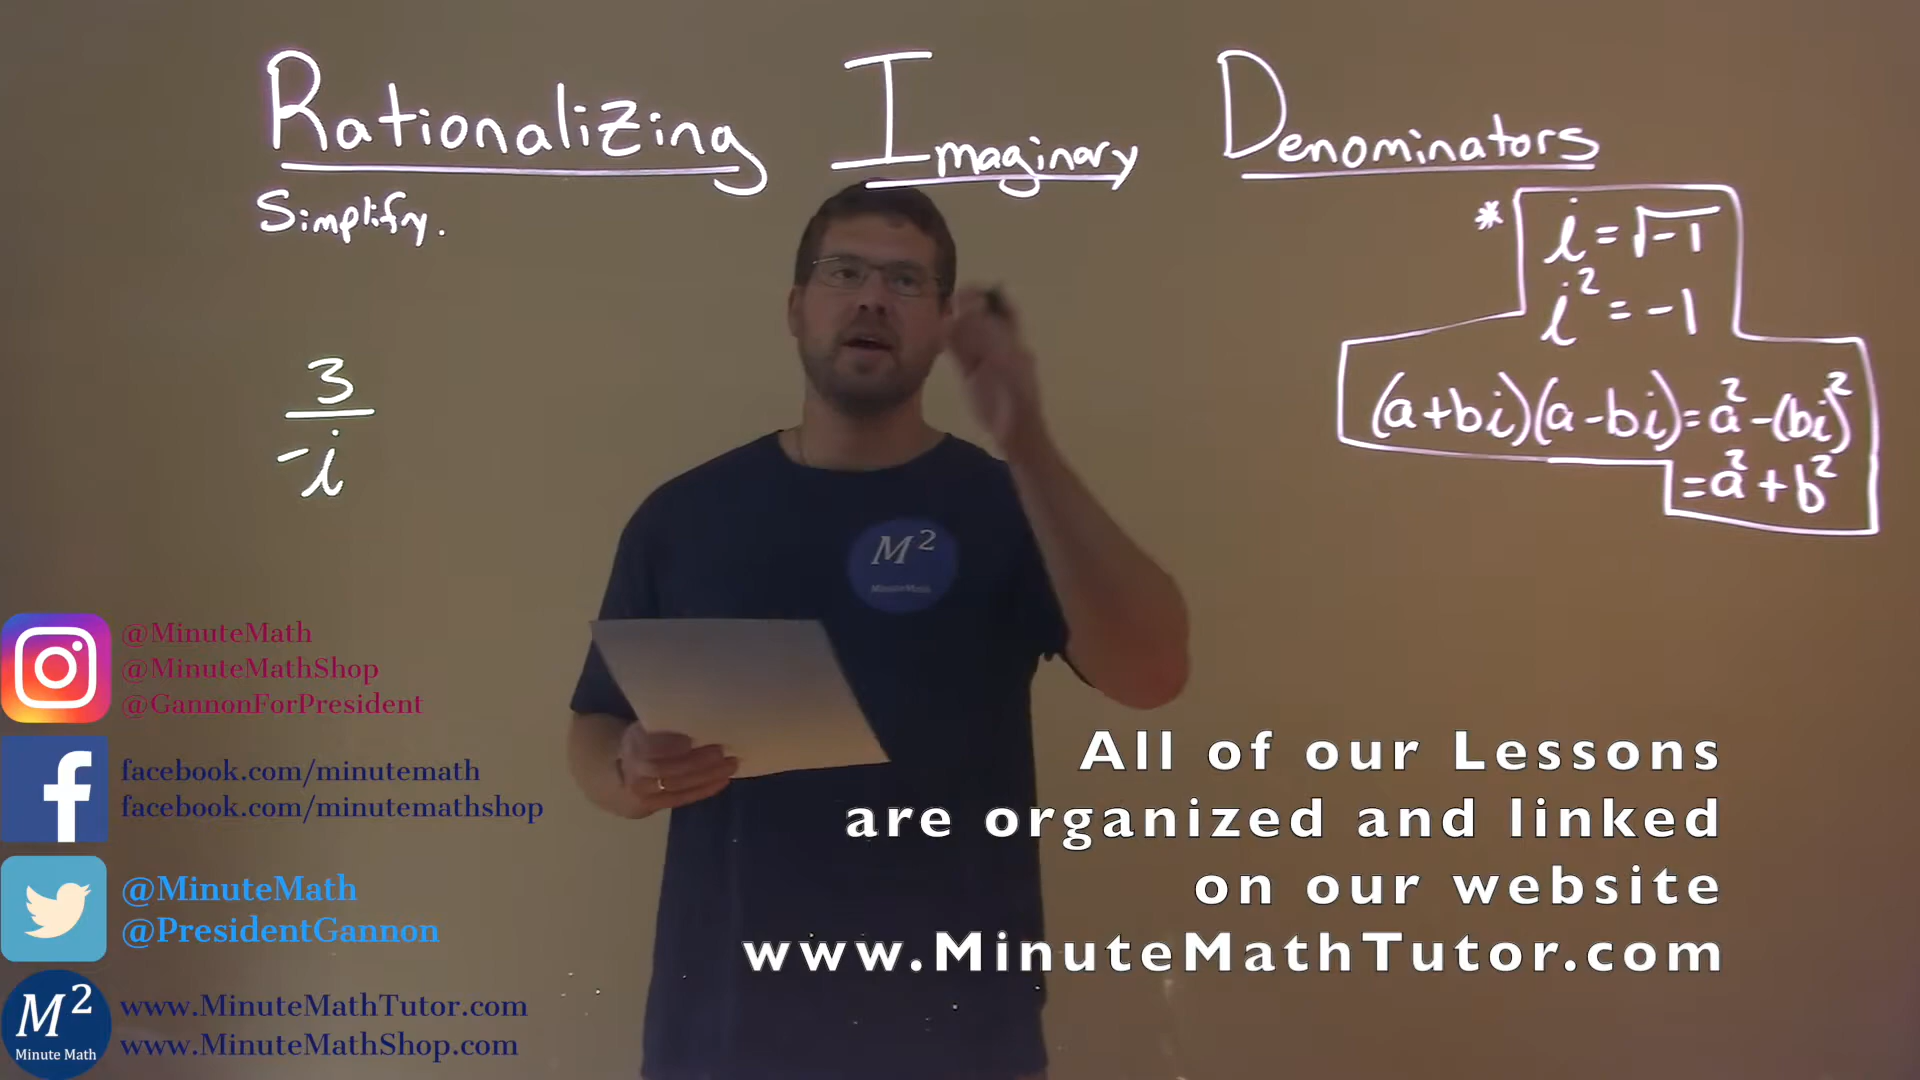 Rationalizing Imaginary Denominators
Simplify.
* i = √-1
i² = -1
(a+bi)(a-bi) = a² - (bi)²
= a² + b²
3
-i
M²
MinuteMath
@MinuteMath
@MinuteMathShop
@GannonForPresident
facebook.com/minutemath
facebook.com/minutemathshop
@MinuteMath
@PresidentGannon
M²
Minute Math
www.MinuteMathTutor.com
www.MinuteMathShop.com
All of our Lessons
are organized and linked
on our website
www.MinuteMathTutor.com